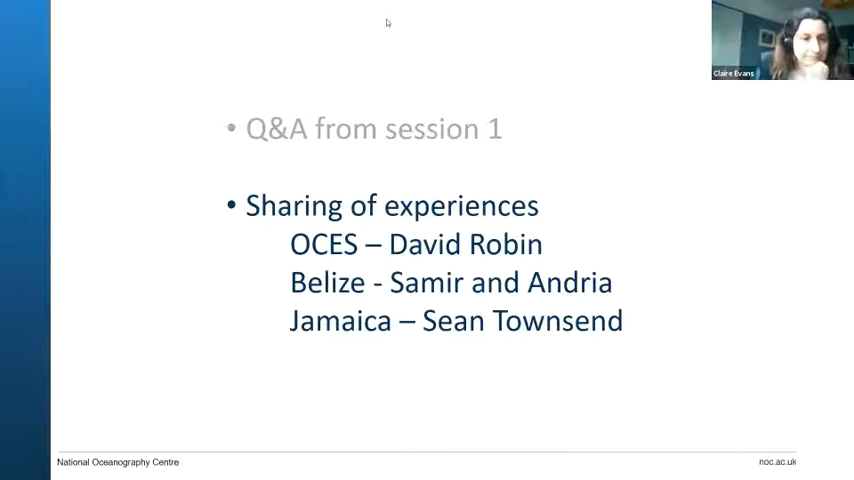 Claire Evans
• Q&A from session 1
• Sharing of experiences
OCES – David Robin
Belize - Samir and Andria
Jamaica – Sean Townsend
National Oceanography Centre
noc.ac.uk